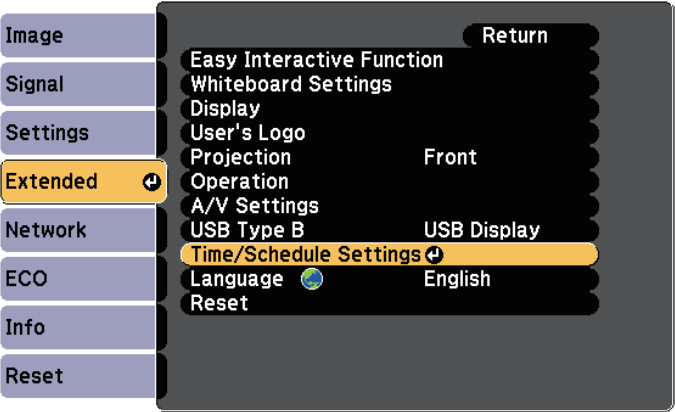 Image
Signal
Settings
Extended
Network
ECO
Info
Reset
Return
Easy Interactive Function
Whiteboard Settings
Display
User's Logo
Projection Front
Operation
A/V Settings
USB Type B USB Display
Time/Schedule Settings
Language English
Reset